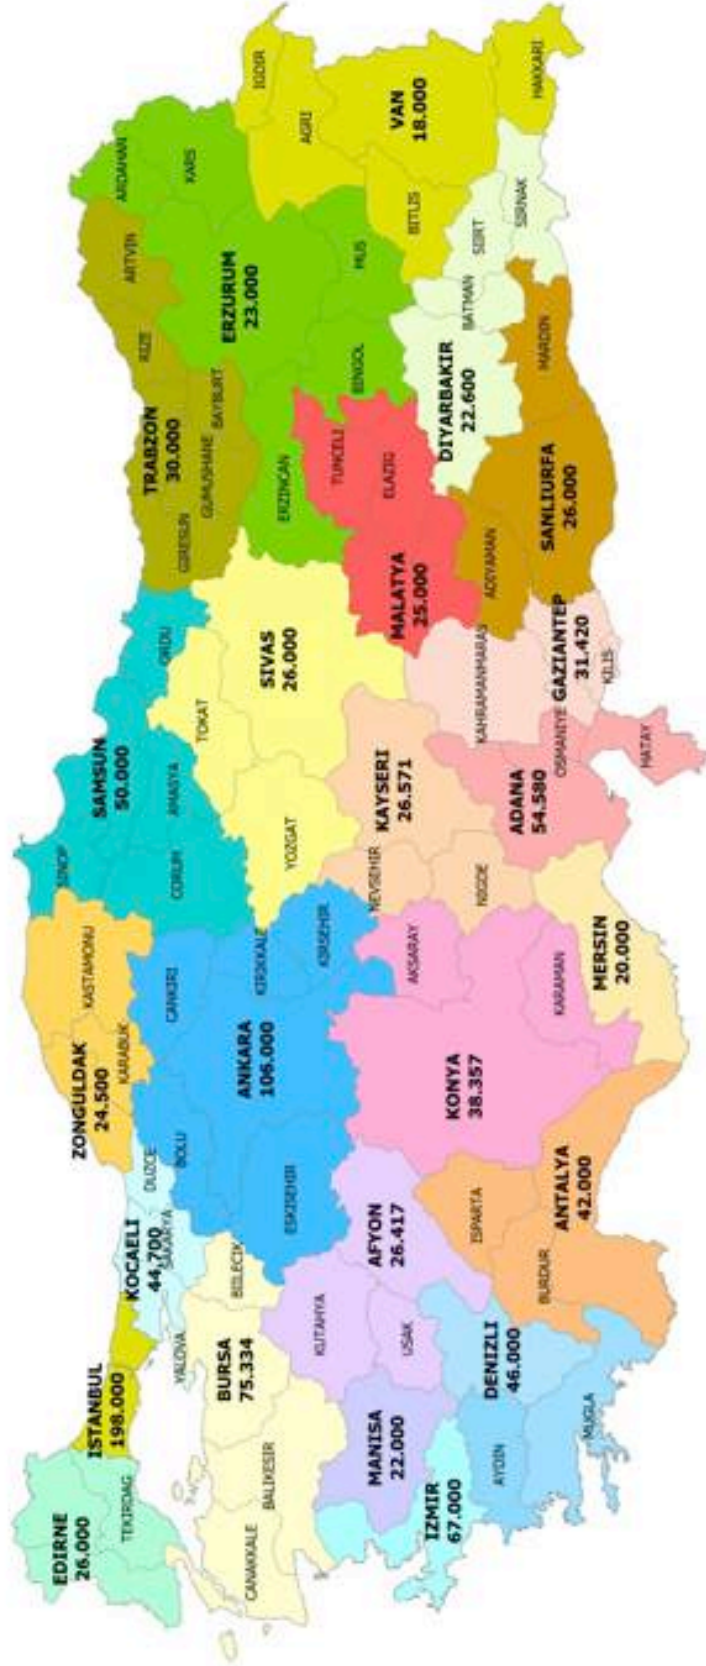 EDIRNE
26.000
TEKIRDAG
ISTANBUL
198.000
KOCAELI
44,700
SAKARYA
DUZCE
YALOVA
ZONGULDAK
24.500
KARABUK
KASTAMONU
SINOP
SAMSUN
50.000
ORDU
AMASYA
CORUM
TOKAT
GIRESUN
TRABZON
30.000
GUMUSHANE
BAYBURT
RIZE
ARTVIN
ARDAHAN
KARS
IGDIR
AGRI
ERZURUM
23.000
ERZINCAN
BINGOL
MUS
VAN
18.000
BITLIS
HAKKARI
CANAKKALE
BALIKESIR
BURSA
75.334
BILECIK
ESKISEHIR
BOLU
ANKARA
106.000
CANKIRI
KIRIKKALE
KIRSEHIR
YOZGAT
SIVAS
26.000
TUNCELI
ELAZIG
MALATYA
25.000
DIYARBAKIR
22.600
BATMAN
SIIRT
SIRNAK
MARDIN
SANLIURFA
26.000
ADIYAMAN
MANISA
22.000
IZMIR
67.000
KUTAHYA
USAK
AFYON
26.417
AYDIN
DENIZLI
46.000
MUGLA
ISPARTA
BURDUR
ANTALYA
42.000
KONYA
38.357
AKSARAY
KARAMAN
NEVSEHIR
NIGDE
KAYSERI
26.571
MERSIN
20.000
ADANA
54.580
OSMANIYE
HATAY
KAHRAMANMARAS
GAZIANTEP
31.420
KILIS